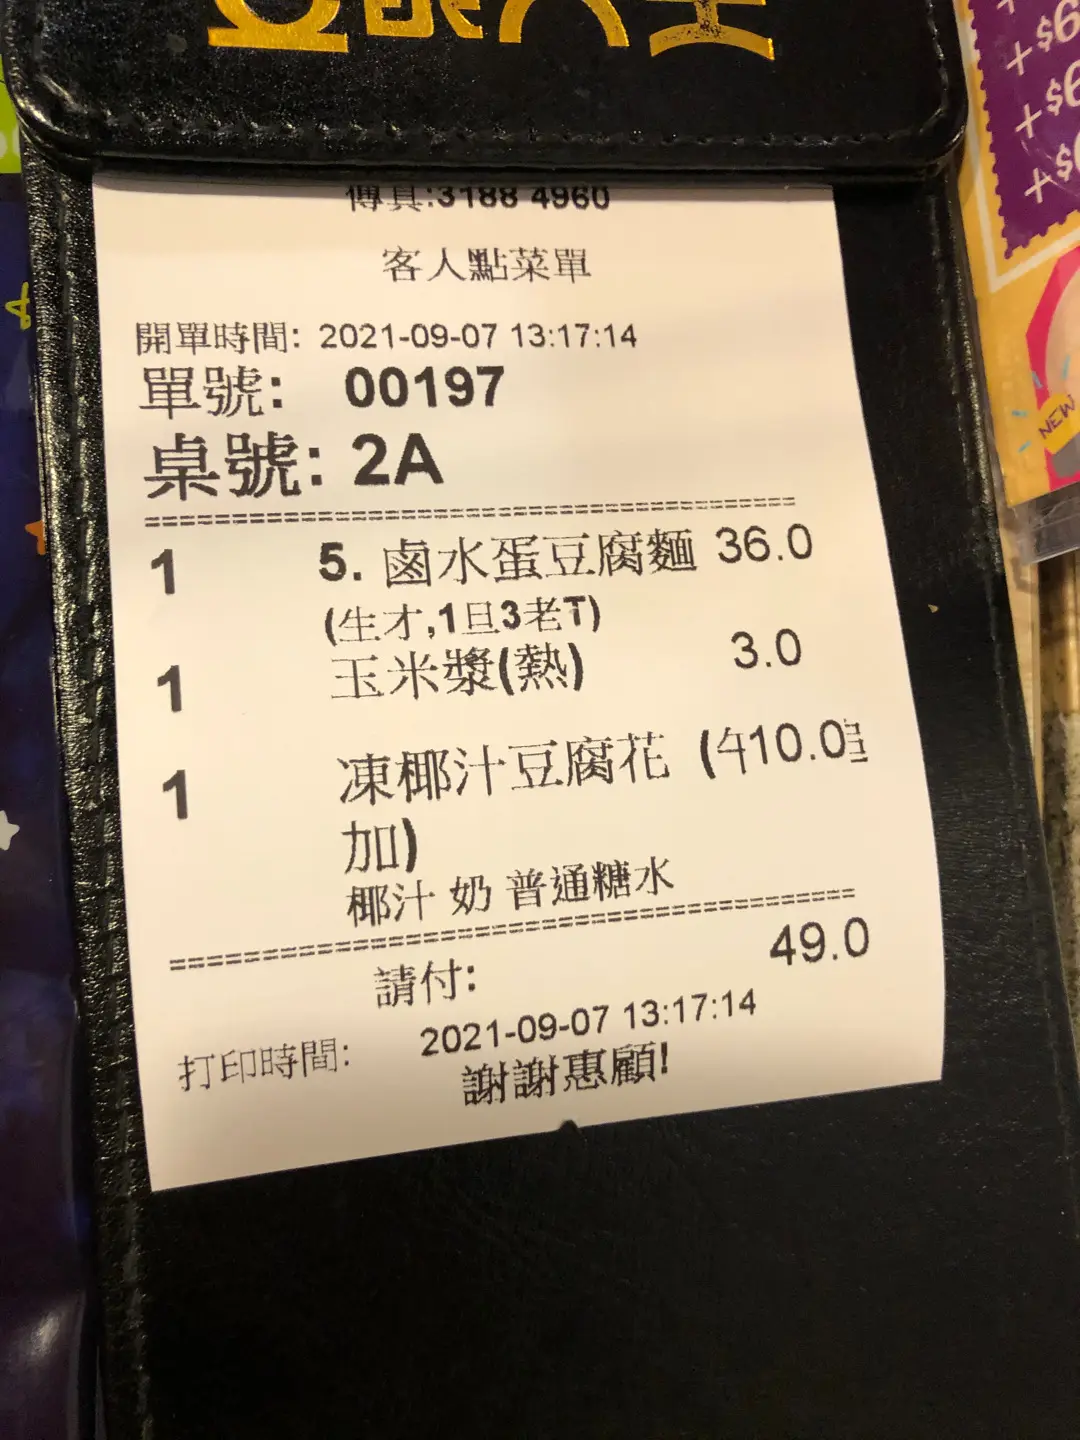 傳真:3188 4960
客人點菜單
開單時間: 2021-09-07 13:17:14
單號: 00197
桌號: 2A
1 5. 鹵水蛋豆腐麵 36.0
(生才,1旦3老T)
1 玉米漿(熱) 3.0
1 凍椰汁豆腐花 (午10.0
加)
椰汁 奶 普通糖水
請付: 49.0
打印時間: 2021-09-07 13:17:14
謝謝惠顧!
+$6
+$6
+$
NEW